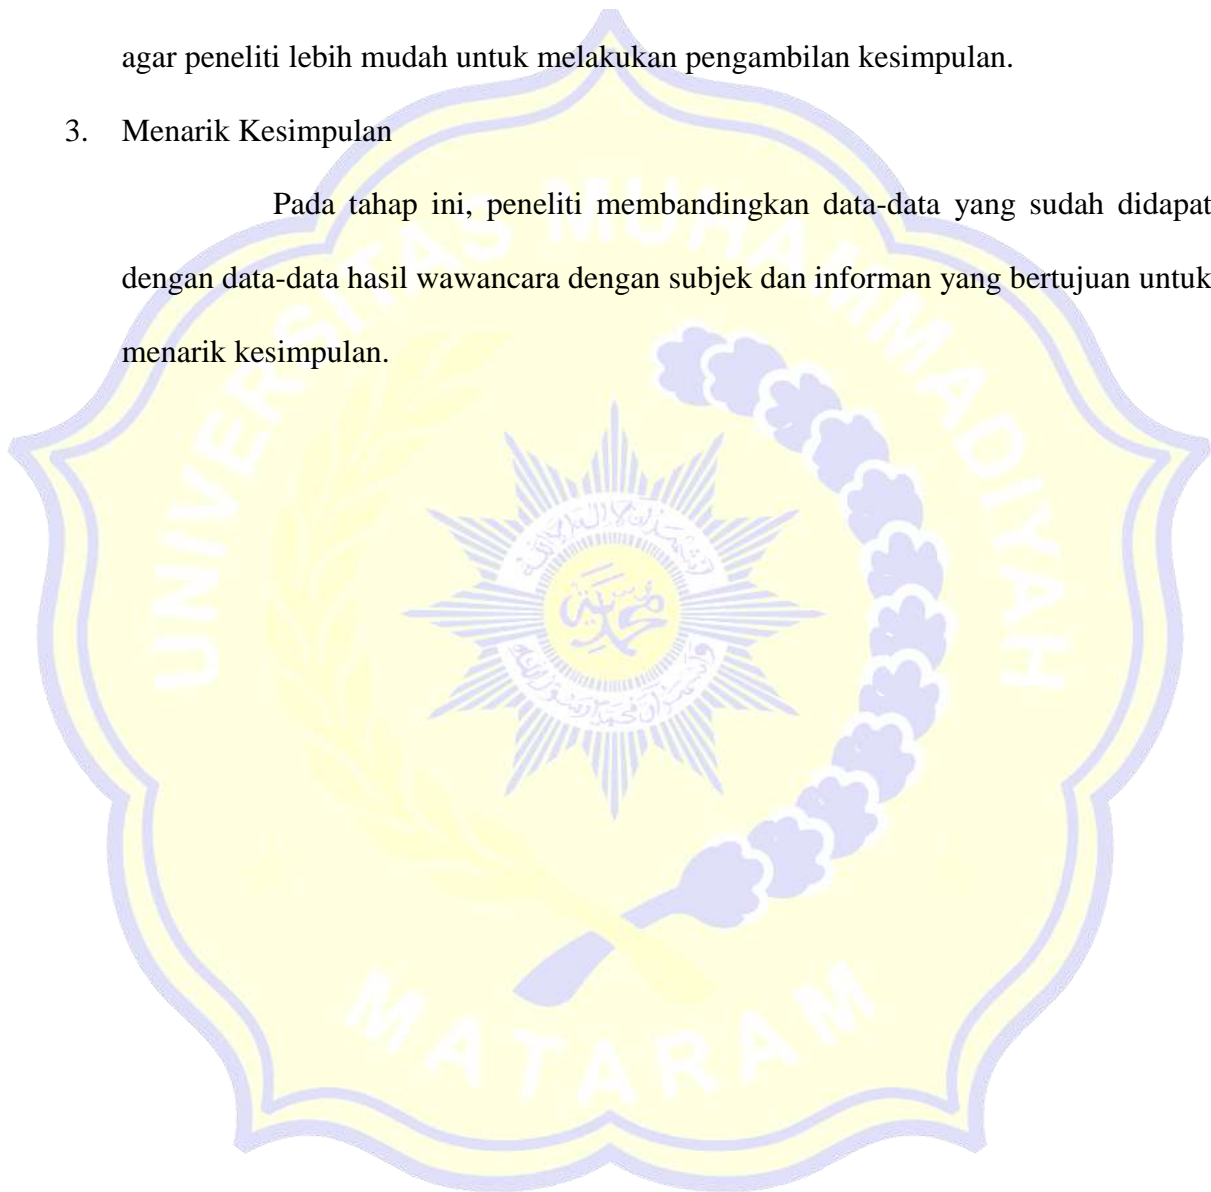 agar peneliti lebih mudah untuk melakukan pengambilan kesimpulan.
3. Menarik Kesimpulan
Pada tahap ini, peneliti membandingkan data-data yang sudah didapat
dengan data-data hasil wawancara dengan subjek dan informan yang bertujuan untuk
menarik kesimpulan.
UNIVERSITAS MUHAMMADIYAH
MATARAM